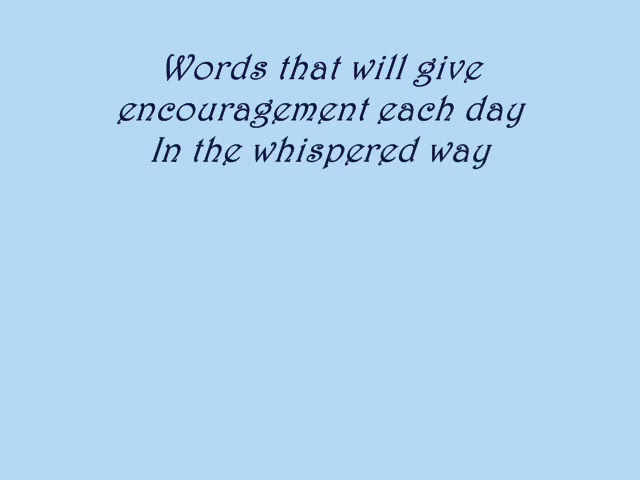 Words that will give
encouragement each day
In the whispered way